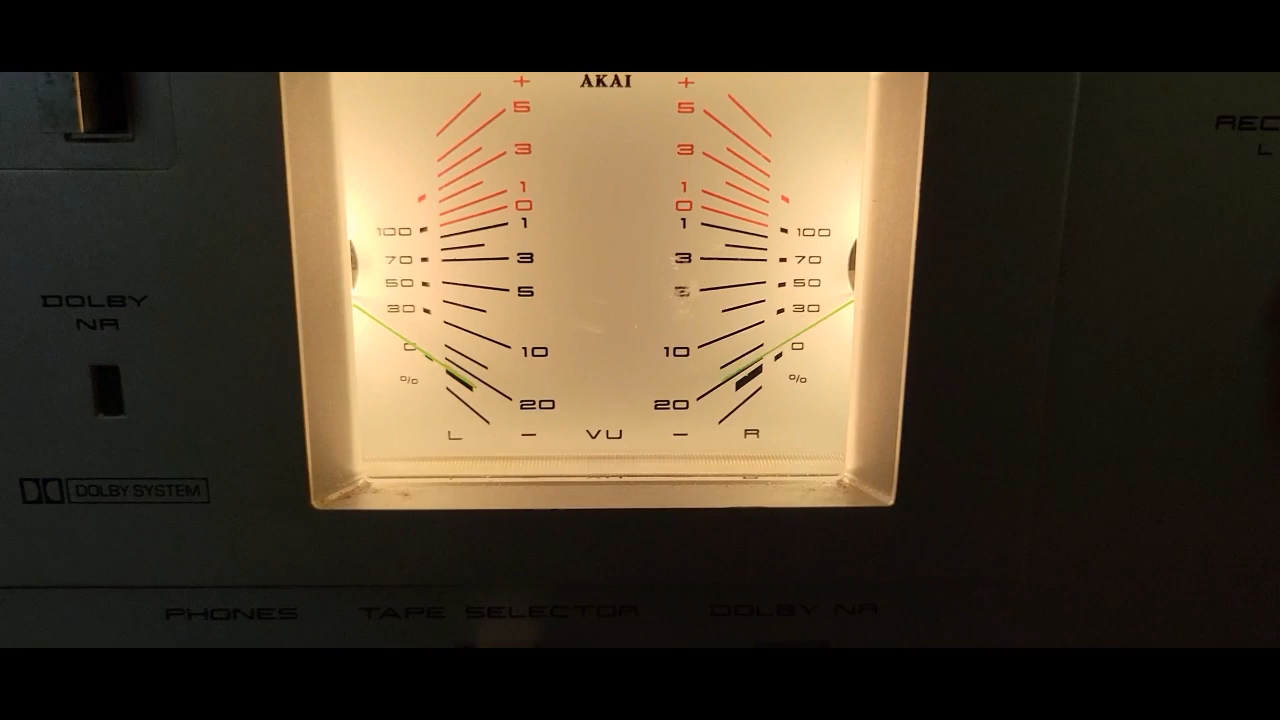 AKAI
+ +
5 5
3 3
1 1
0 0
1 1
100 100
3 3
70 70
50 50
5
30 30
0 0
10 10
% %
20 20
L − VU − R
REC
L
DOLBY
NR
DOLBY SYSTEM
PHONES TAPE SELECTOR DOLBY NR